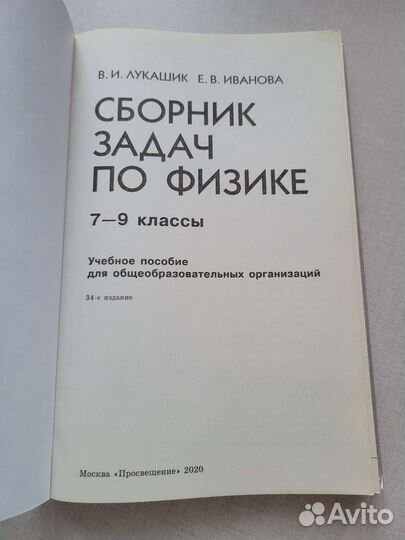 В. И. ЛУКАШИК Е. В. ИВАНОВА
СБОРНИК
ЗАДАЧ
ПО ФИЗИКЕ
7—9 классы
Учебное пособие
для общеобразовательных организаций
34-е издание
Москва «Просвещение» 2020
Avito